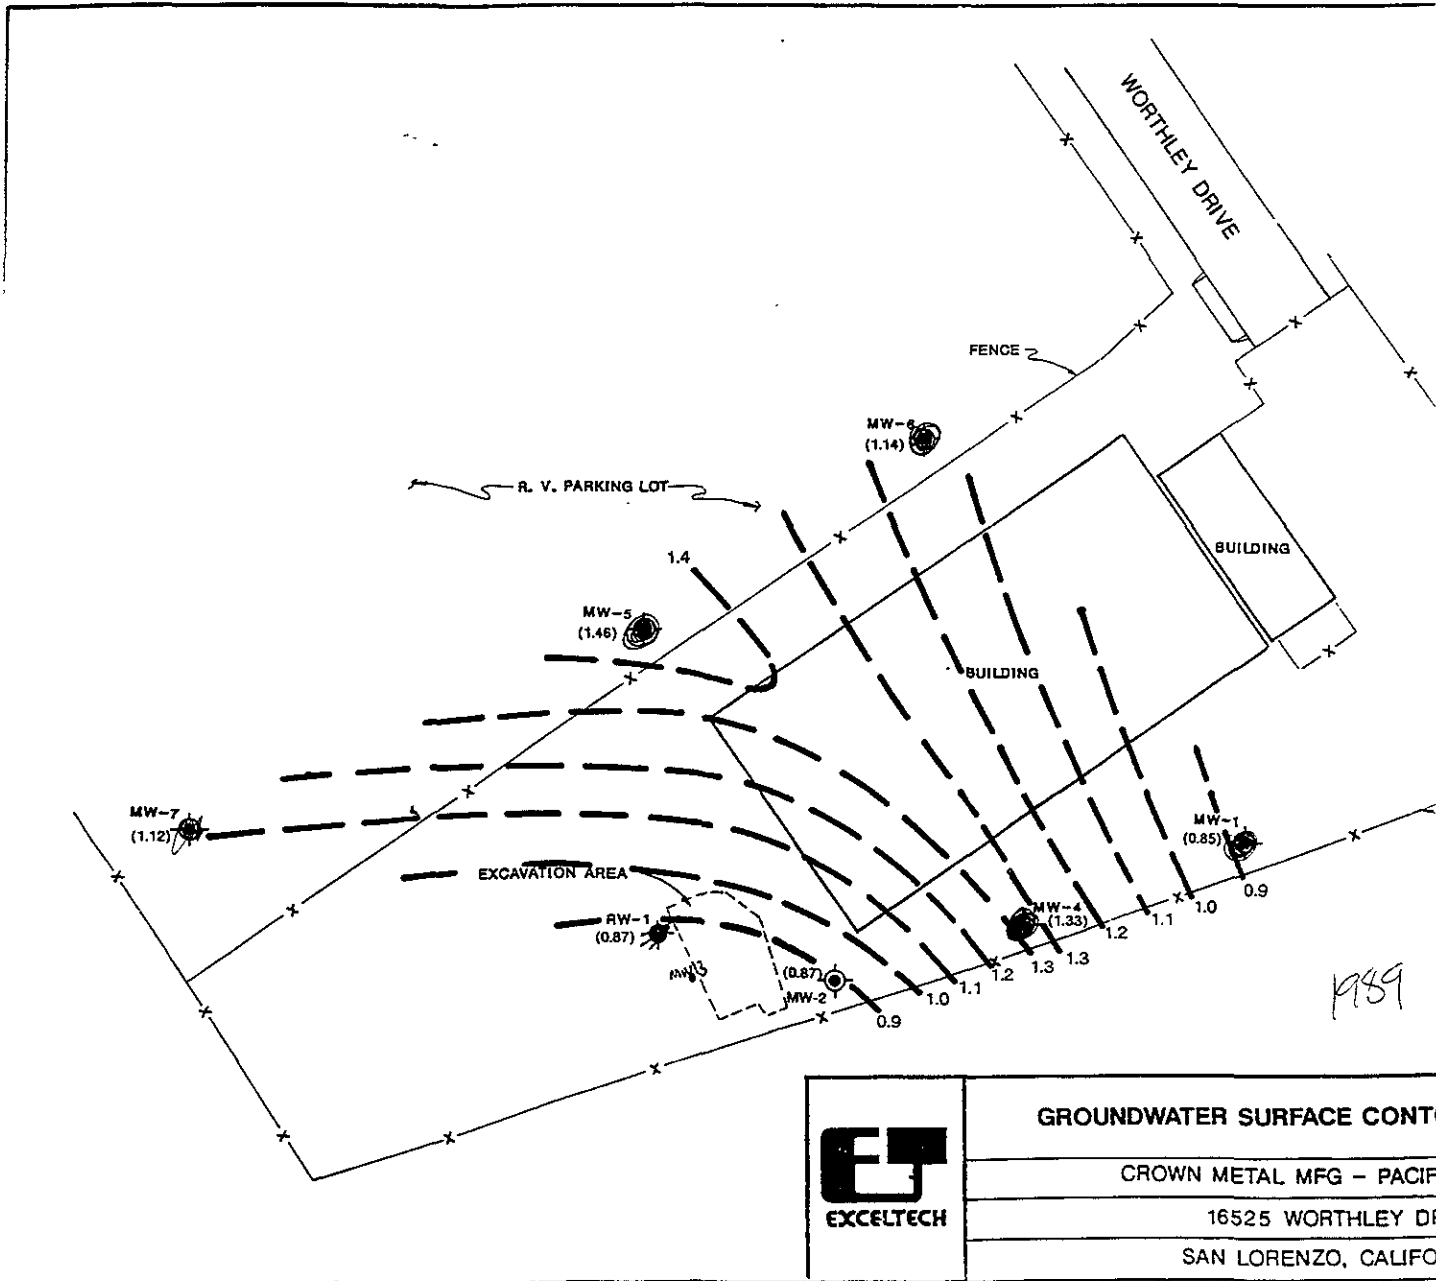 WORTHLEY DRIVE
FENCE
MW-6
(1.14)
R. V. PARKING LOT
1.4
BUILDING
MW-5
(1.46)
BUILDING
MW-7
(1.12)
MW-1
(0.85)
EXCAVATION AREA
0.9
1.0
1.1
1.2
MW-4
(1.33)
RW-1
(0.87)
1.3
1.3
1.2
1.1
1.0
0.9
(0.87)
MW-2
1989
GROUNDWATER SURFACE CONTO
CROWN METAL MFG - PACIF
16525 WORTHLEY DR
SAN LORENZO, CALIFO
ET
EXCELTECH